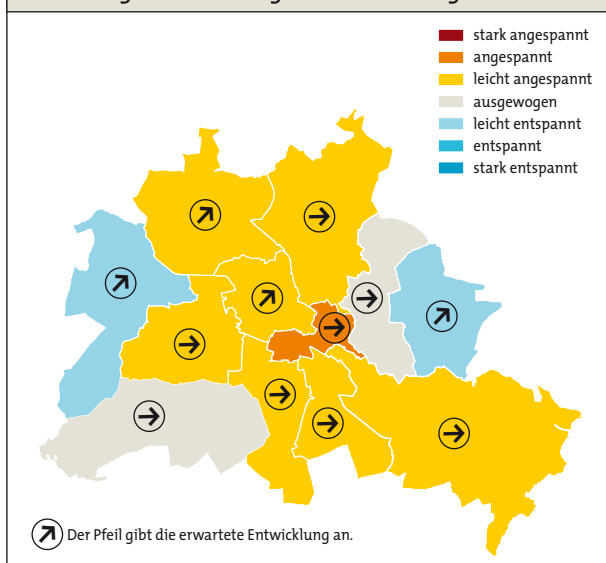 stark angespannt
angespannt
leicht angespannt
ausgewogen
leicht entspannt
entspannt
stark entspannt
Der Pfeil gibt die erwartete Entwicklung an.